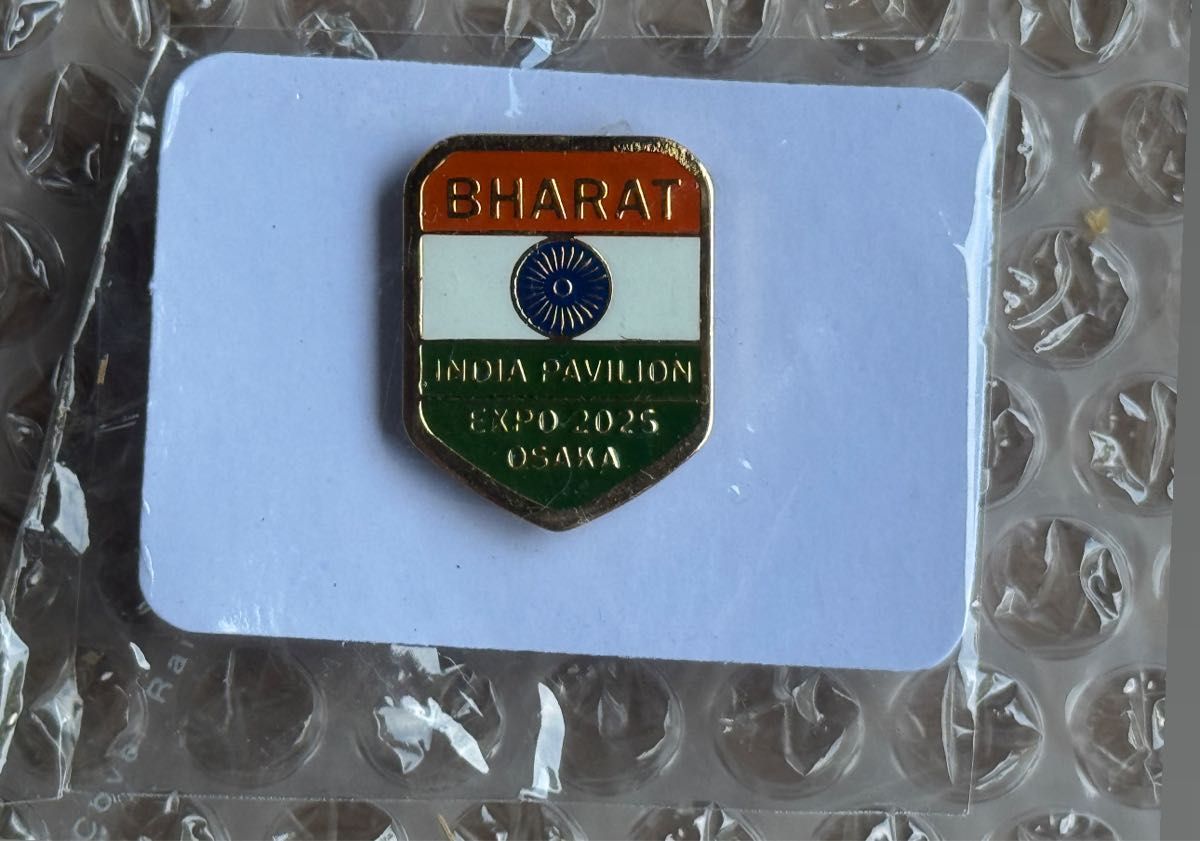 BHARAT
INDIA PAVILION
EXPO 2025
OSAKA